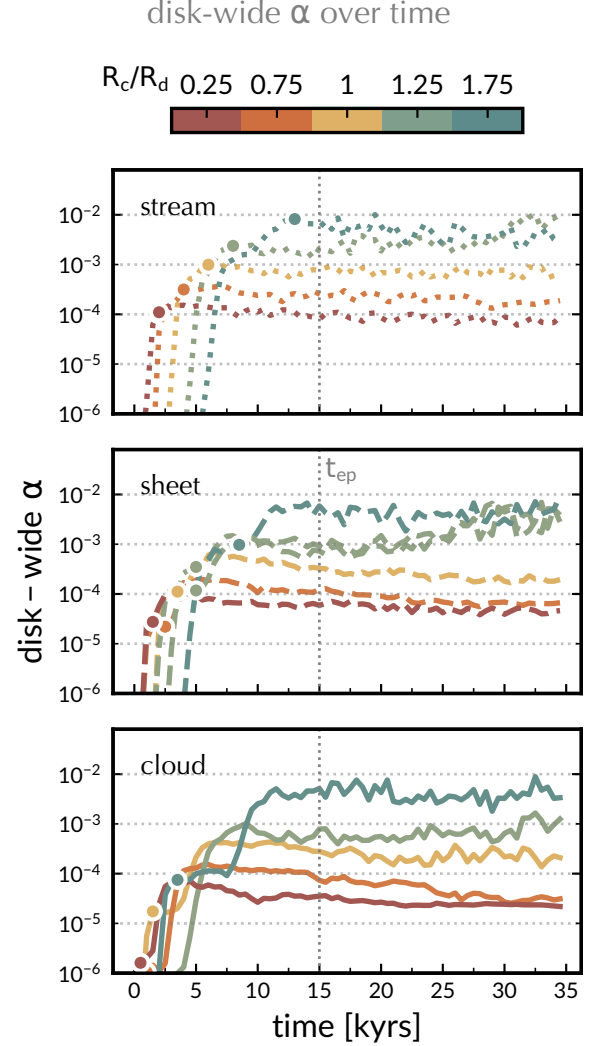 disk-wide α over time
R_c/R_d 0.25 0.75 1 1.25 1.75
stream
10⁻²
10⁻³
10⁻⁴
10⁻⁵
10⁻⁶
sheet
t_ep
10⁻²
10⁻³
10⁻⁴
10⁻⁵
10⁻⁶
disk – wide α
cloud
10⁻²
10⁻³
10⁻⁴
10⁻⁵
10⁻⁶
0 5 10 15 20 25 30 35
time [kyrs]